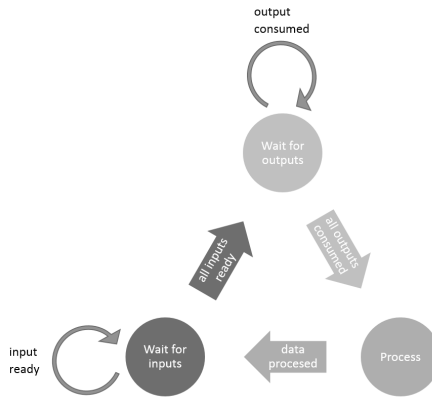 output
consumed
Wait for
outputs
all inputs
ready
all outputs
consumed
input
ready
Wait for
inputs
data
procesed
Process